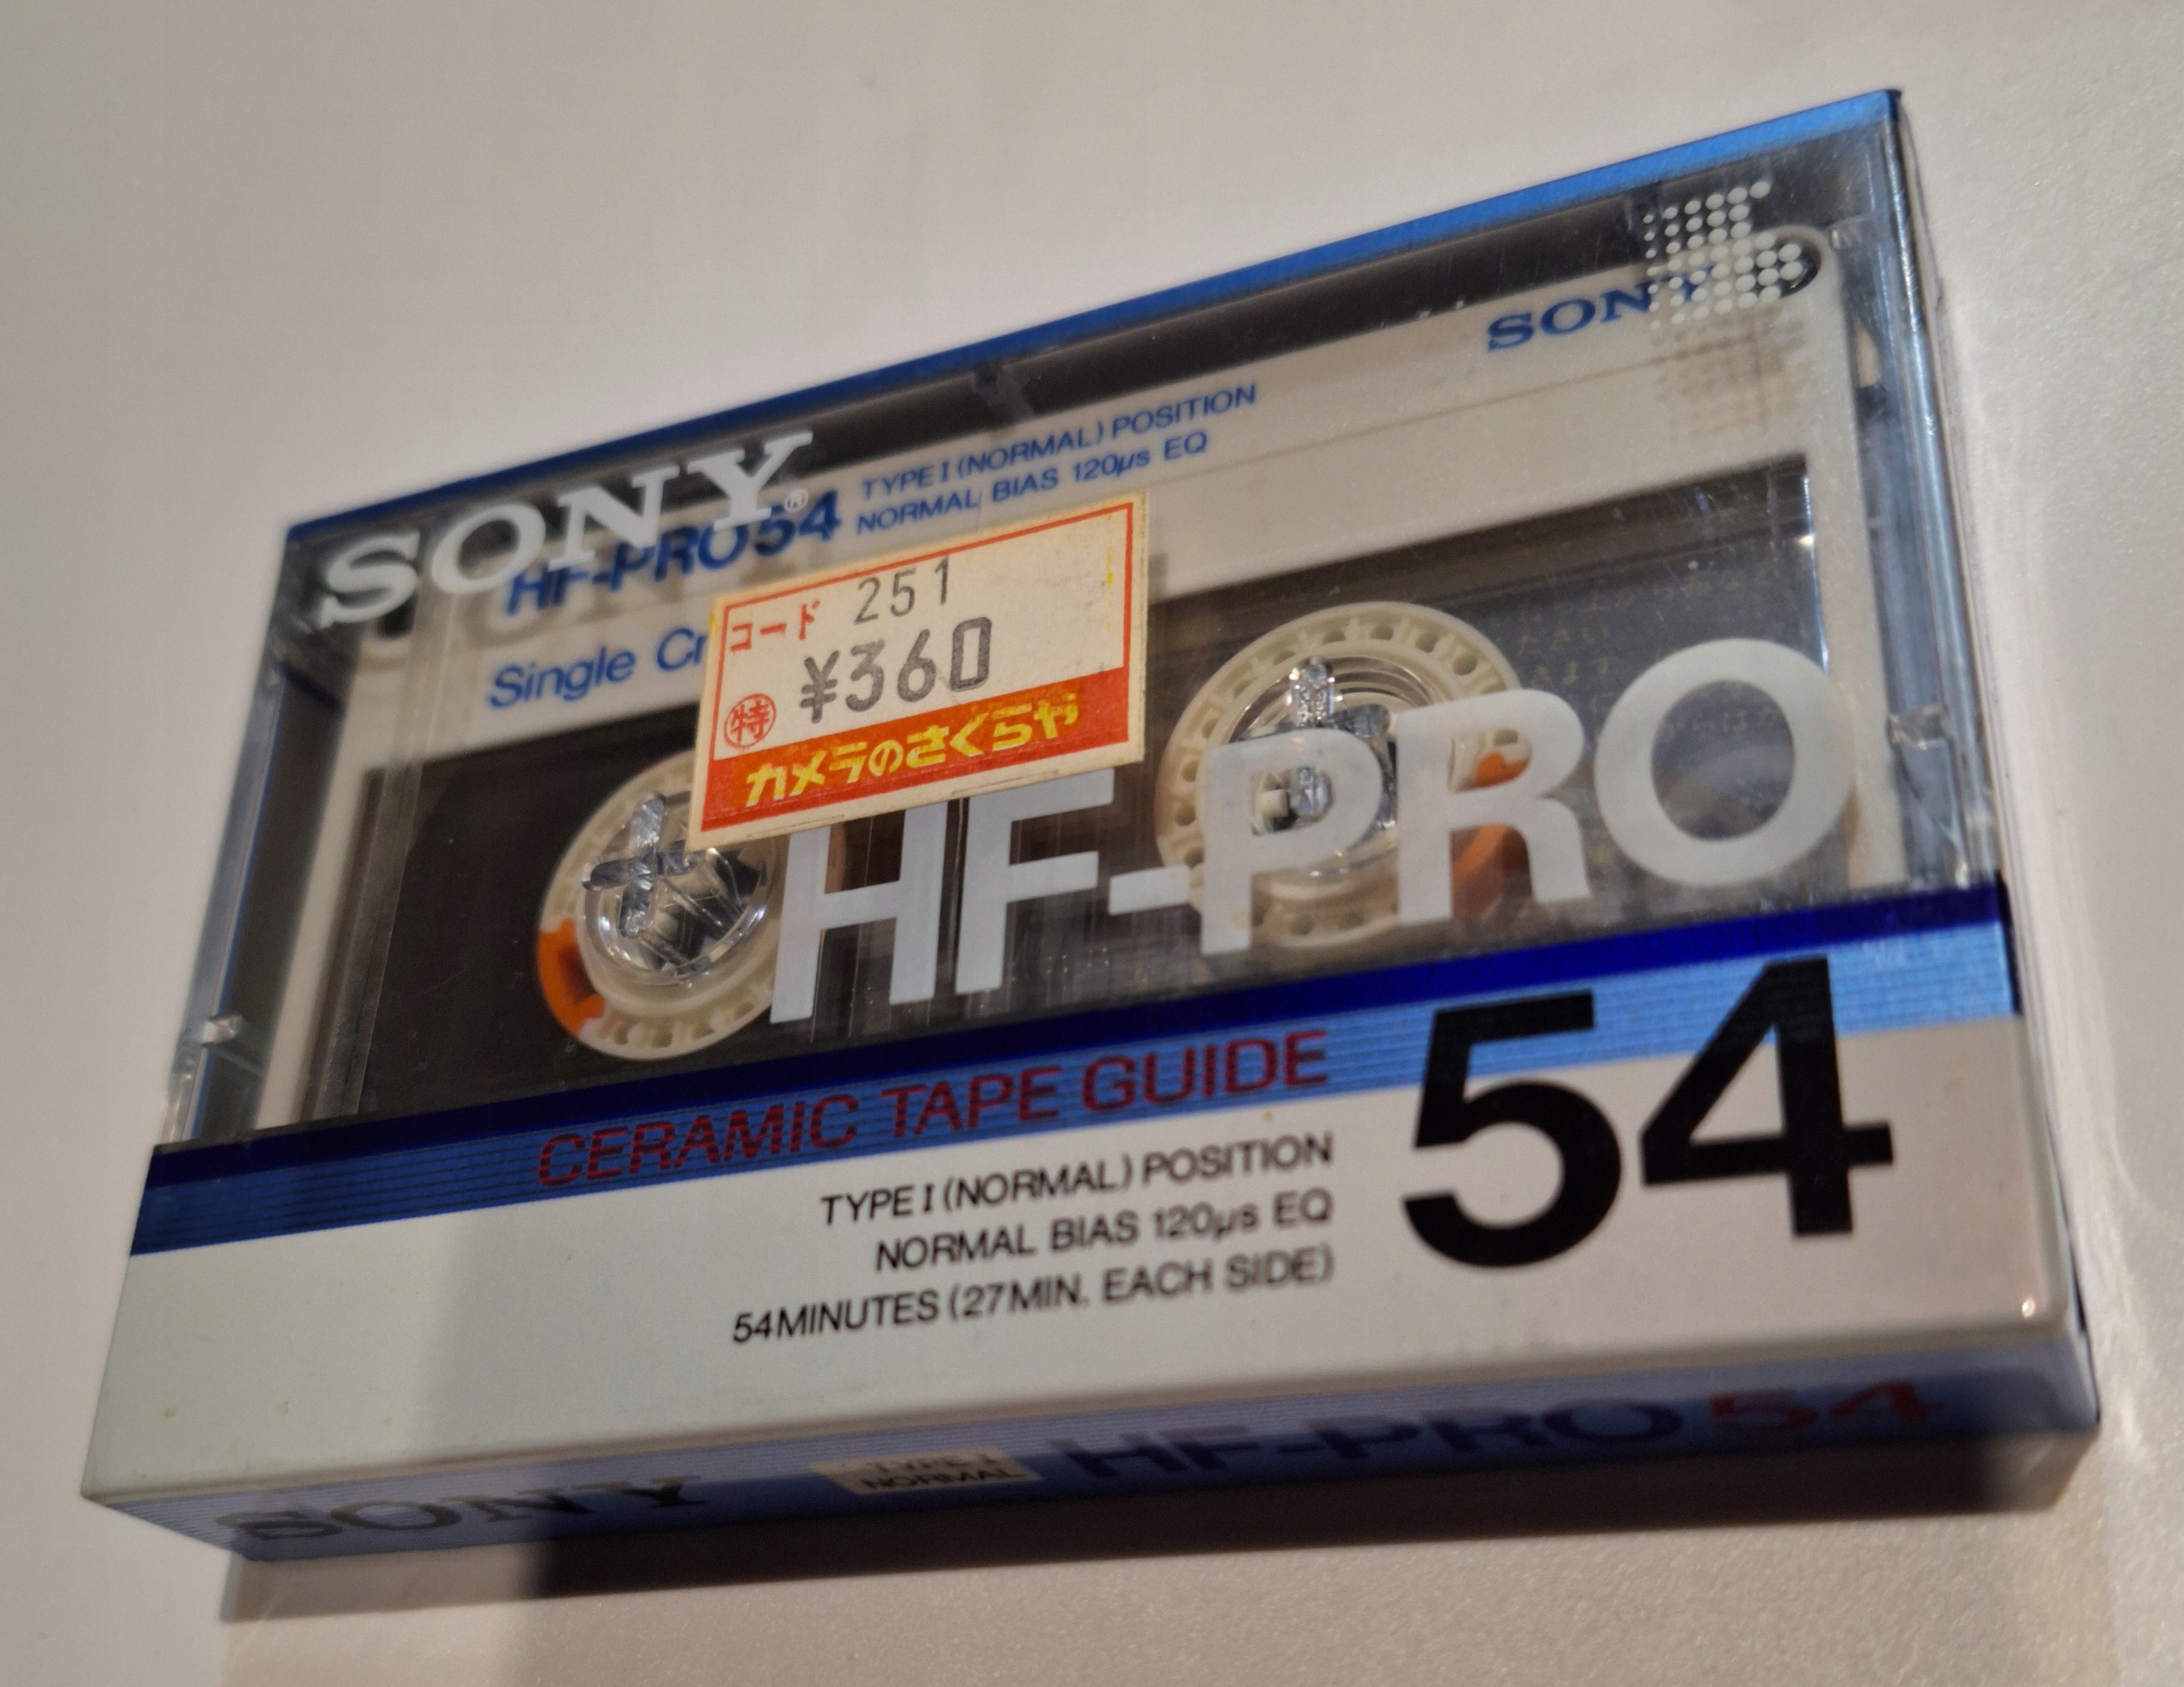 SONY
SONY®
HF-PRO54
TYPE I (NORMAL) POSITION
NORMAL BIAS 120µs EQ
Single
コード 251
¥360
特
カメラのさくらや
HF-PRO
CERAMIC TAPE GUIDE
54
TYPE I (NORMAL) POSITION
NORMAL BIAS 120µs EQ
54MINUTES (27MIN. EACH SIDE)
SONY
TYPE I
NORMAL
HF-PRO 54